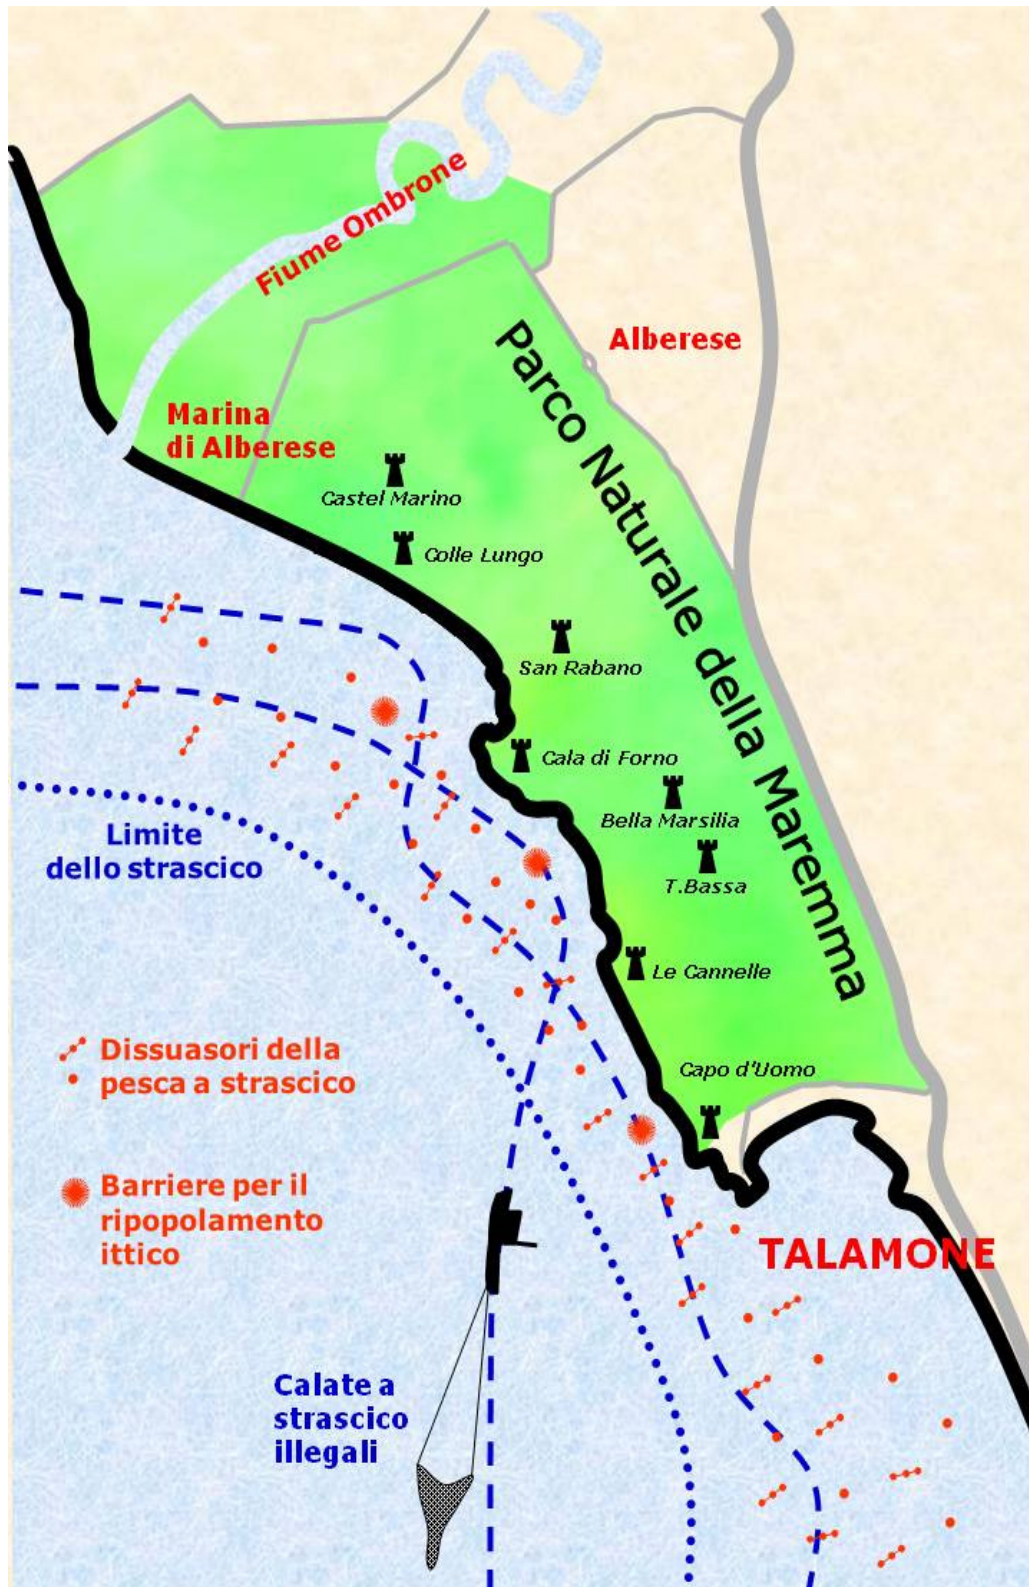 Fiume Ombrone
Alberese
Parco Naturale della Maremma
Marina
di Alberese
Castel Marino
Colle Lungo
San Rabano
Cala di Forno
Bella Marsilia
T.Bassa
Limite
dello strascico
Le Cannelle
Dissuasori della
pesca a strascico
Capo d'Uomo
Barriere per il
ripopolamento
ittico
TALAMONE
Calate a
strascico
illegali